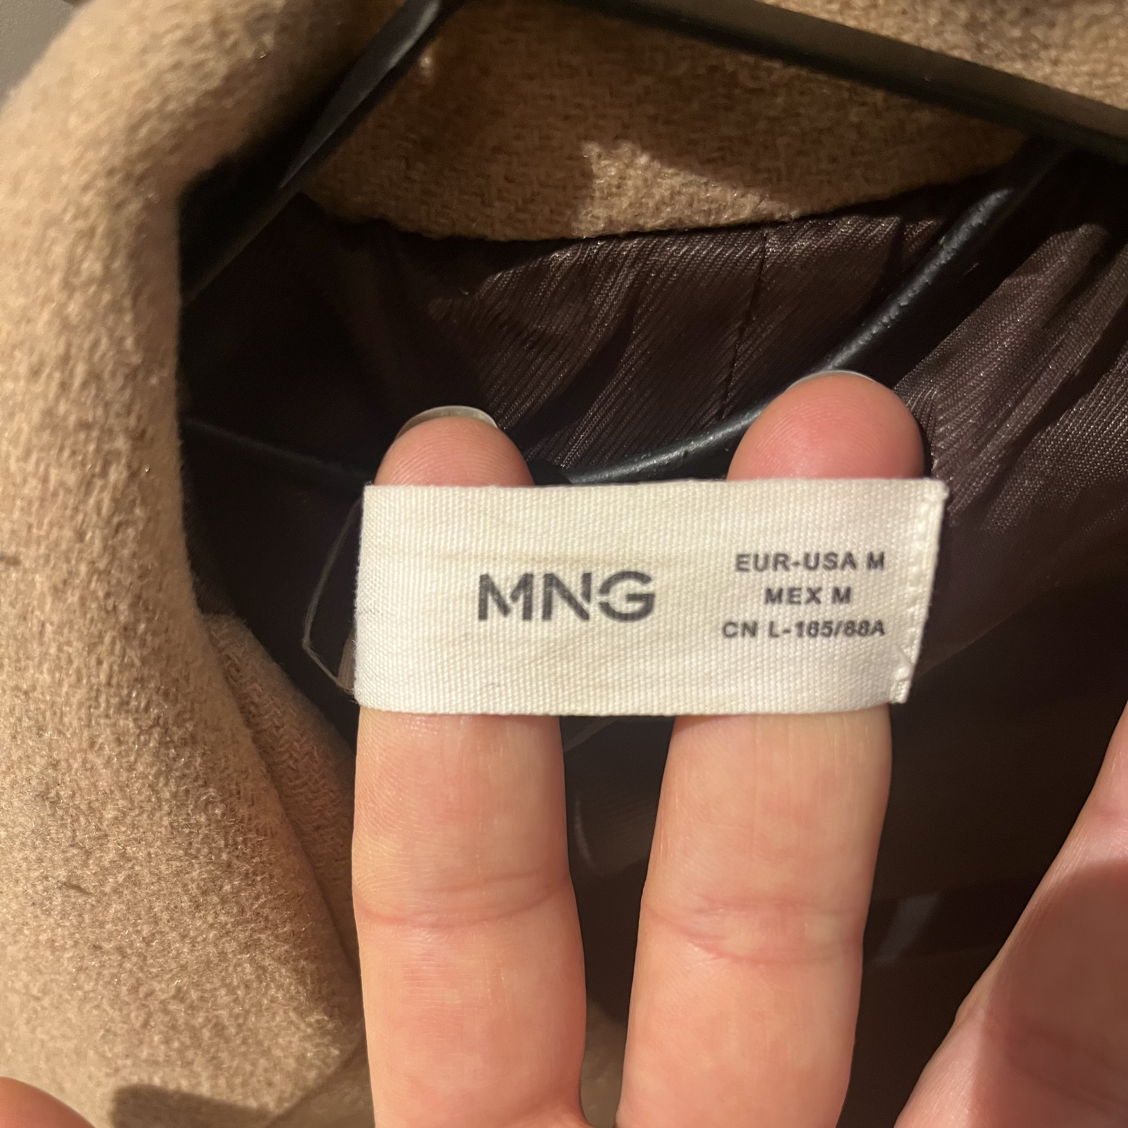 MNG
EUR-USA M
MEX M
CN L-165/88A